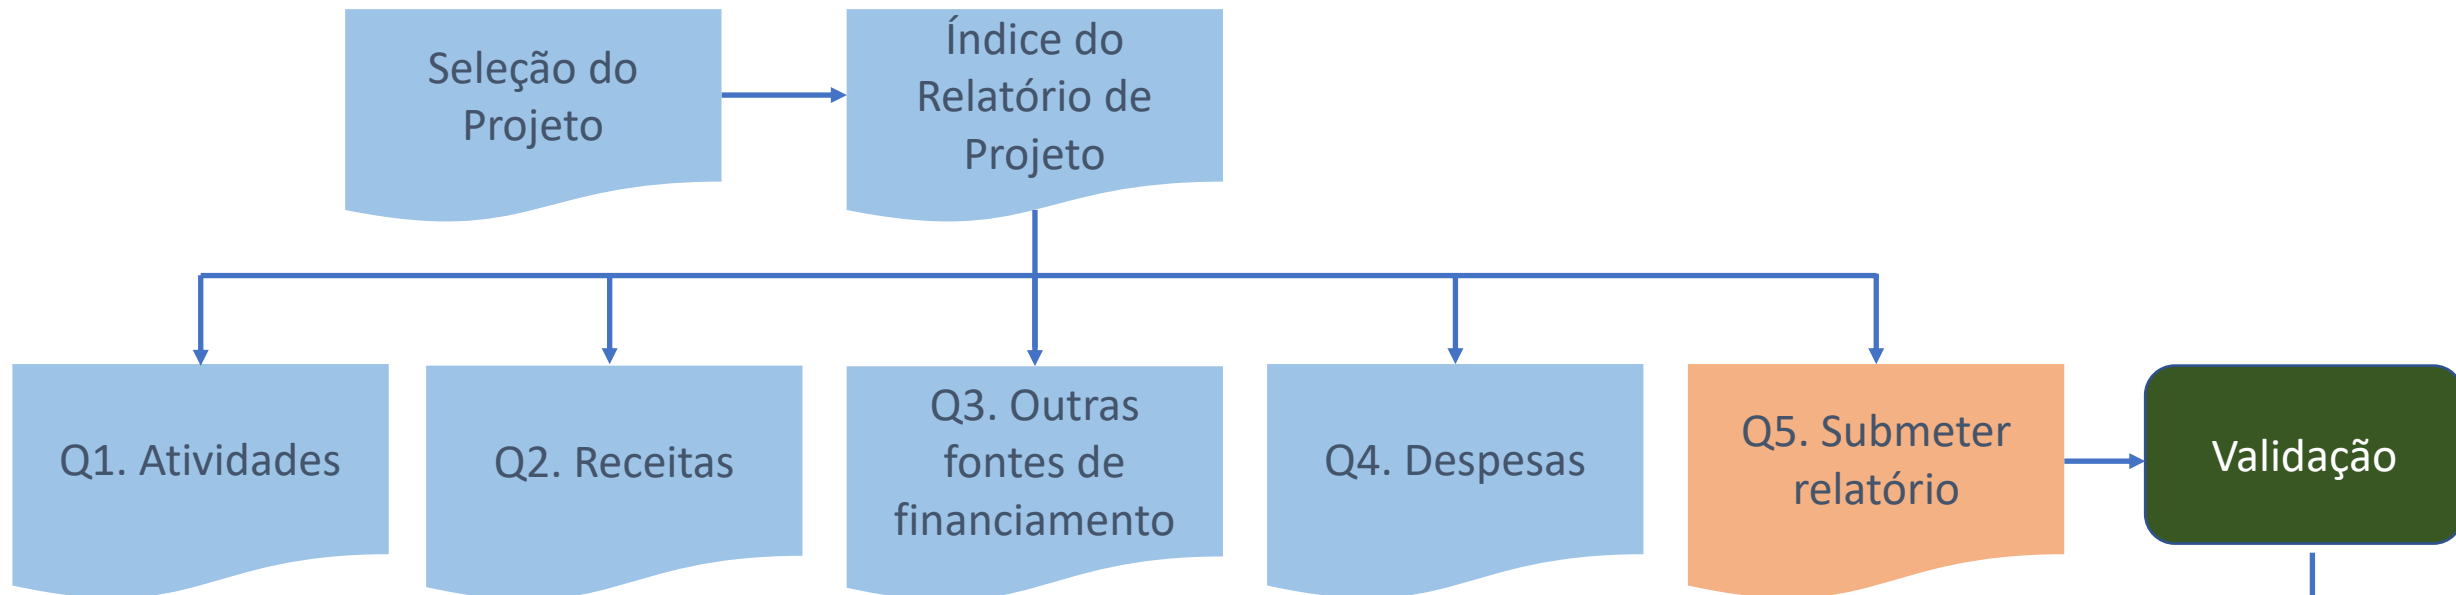 Seleção do
Projeto
Índice do
Relatório de
Projeto
Q1. Atividades
Q2. Receitas
Q3. Outras
fontes de
financiamento
Q4. Despesas
Q5. Submeter
relatório
Validação